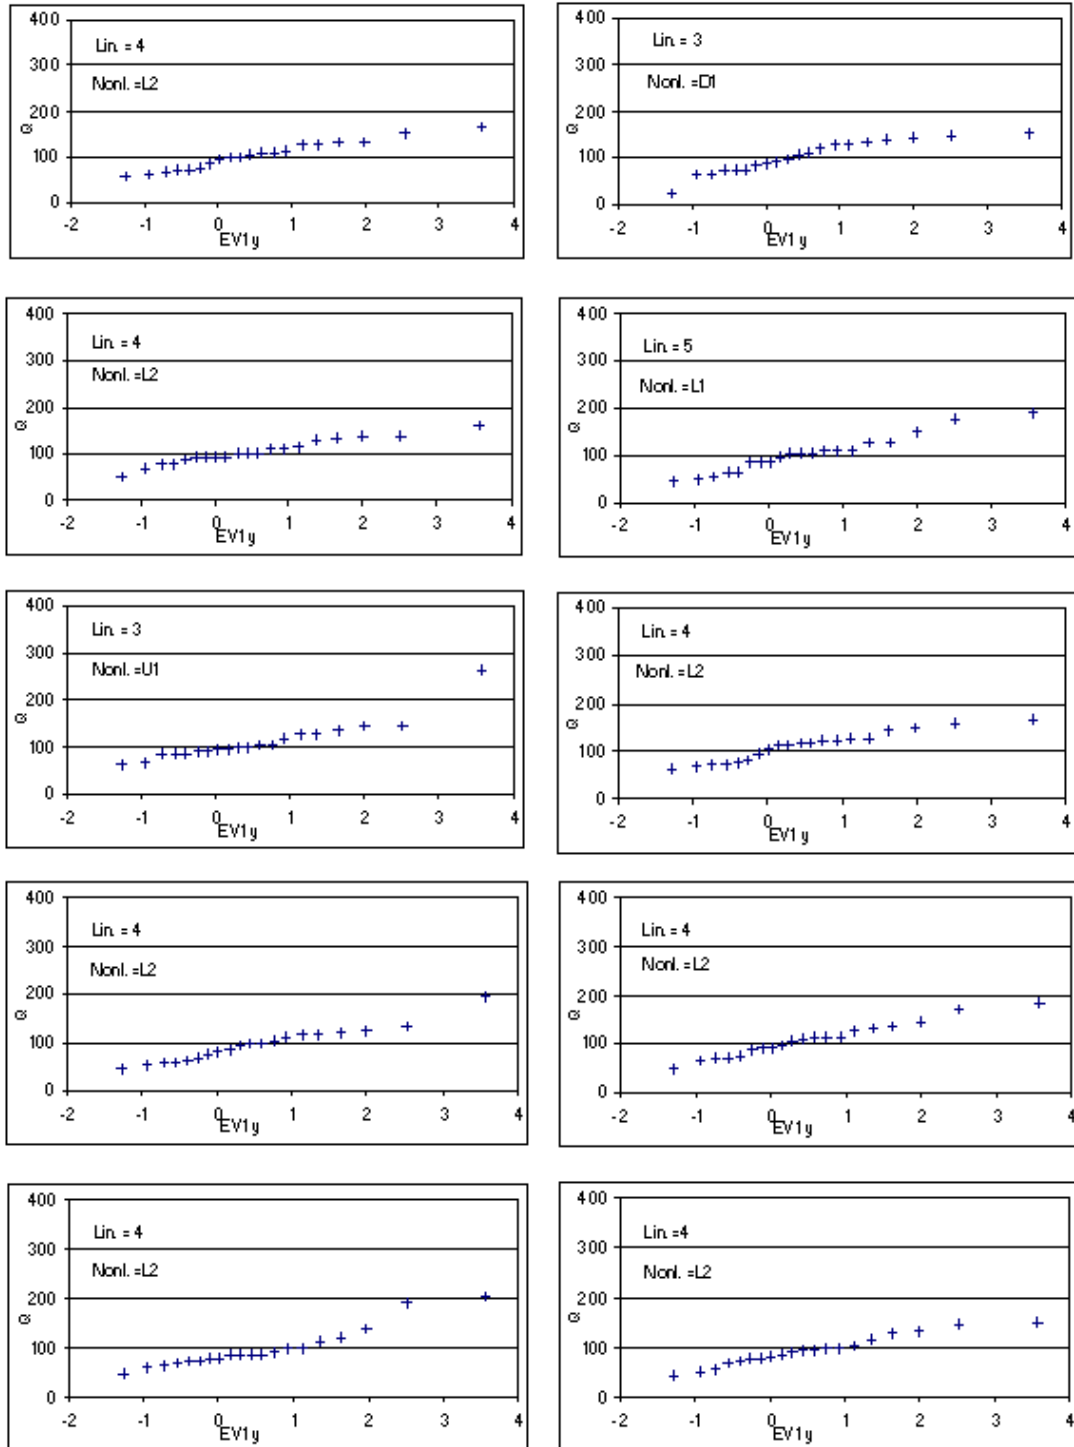 400
Lin. = 4
300
Nonl. =L2
200
Q
100
0
-2 -1 0 1 2 3 4
EV1y
400
Lin. = 3
300
Nonl. =D1
200
Q
100
0
-2 -1 0 1 2 3 4
EV1y
400
Lin. = 4
300
Nonl. =L2
200
Q
100
0
-2 -1 0 1 2 3 4
EV1y
400
Lin. = 5
300
Nonl. =L1
200
Q
100
0
-2 -1 0 1 2 3 4
EV1y
400
Lin. = 3
300
Nonl. =U1
200
Q
100
0
-2 -1 0 1 2 3 4
EV1y
400
Lin. = 4
300
Nonl. =L2
200
Q
100
0
-2 -1 0 1 2 3 4
EV1y
400
Lin. = 4
300
Nonl. =L2
200
Q
100
0
-2 -1 0 1 2 3 4
EV1y
400
Lin. = 4
300
Nonl. =L2
200
Q
100
0
-2 -1 0 1 2 3 4
EV1y
400
Lin. = 4
300
Nonl. =L2
200
Q
100
0
-2 -1 0 1 2 3 4
EV1y
400
Lin. =4
300
Nonl. =L2
200
Q
100
0
-2 -1 0 1 2 3 4
EV1y